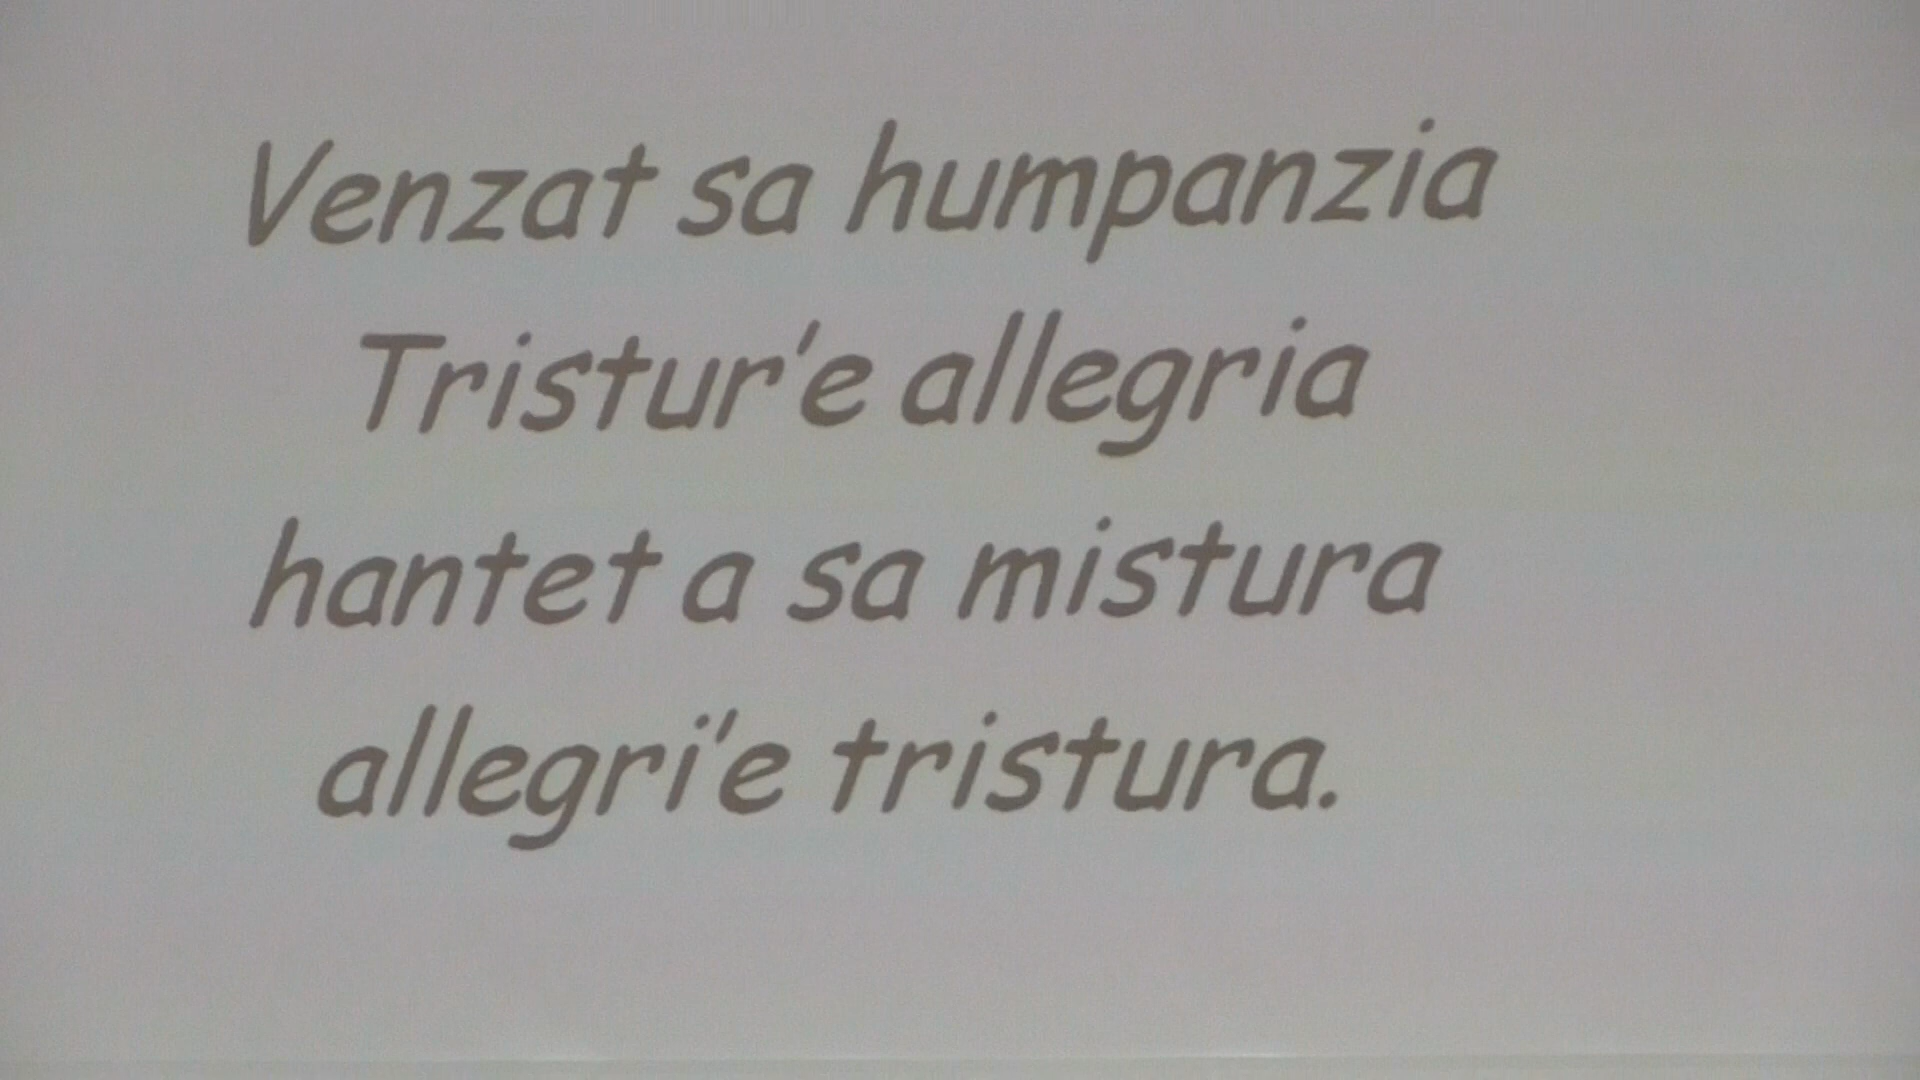 Venzat sa humpanzia
Tristur'e allegria
hantet a sa mistura
allegri'e tristura.